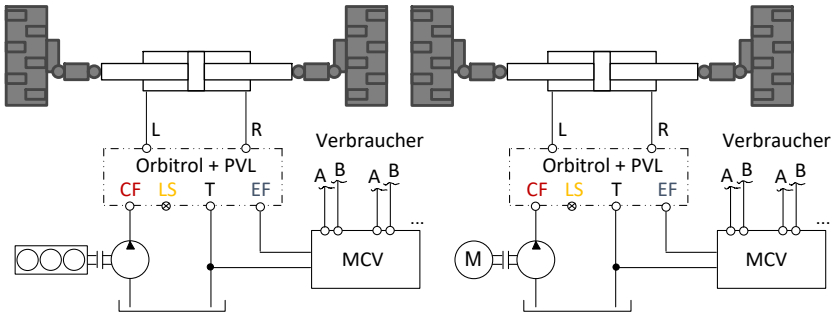 L R
Verbraucher
Orbitrol + PVL
A B A B
CF LS T EF
...
MCV
L R
Verbraucher
Orbitrol + PVL
A B A B
CF LS T EF
...
M
MCV